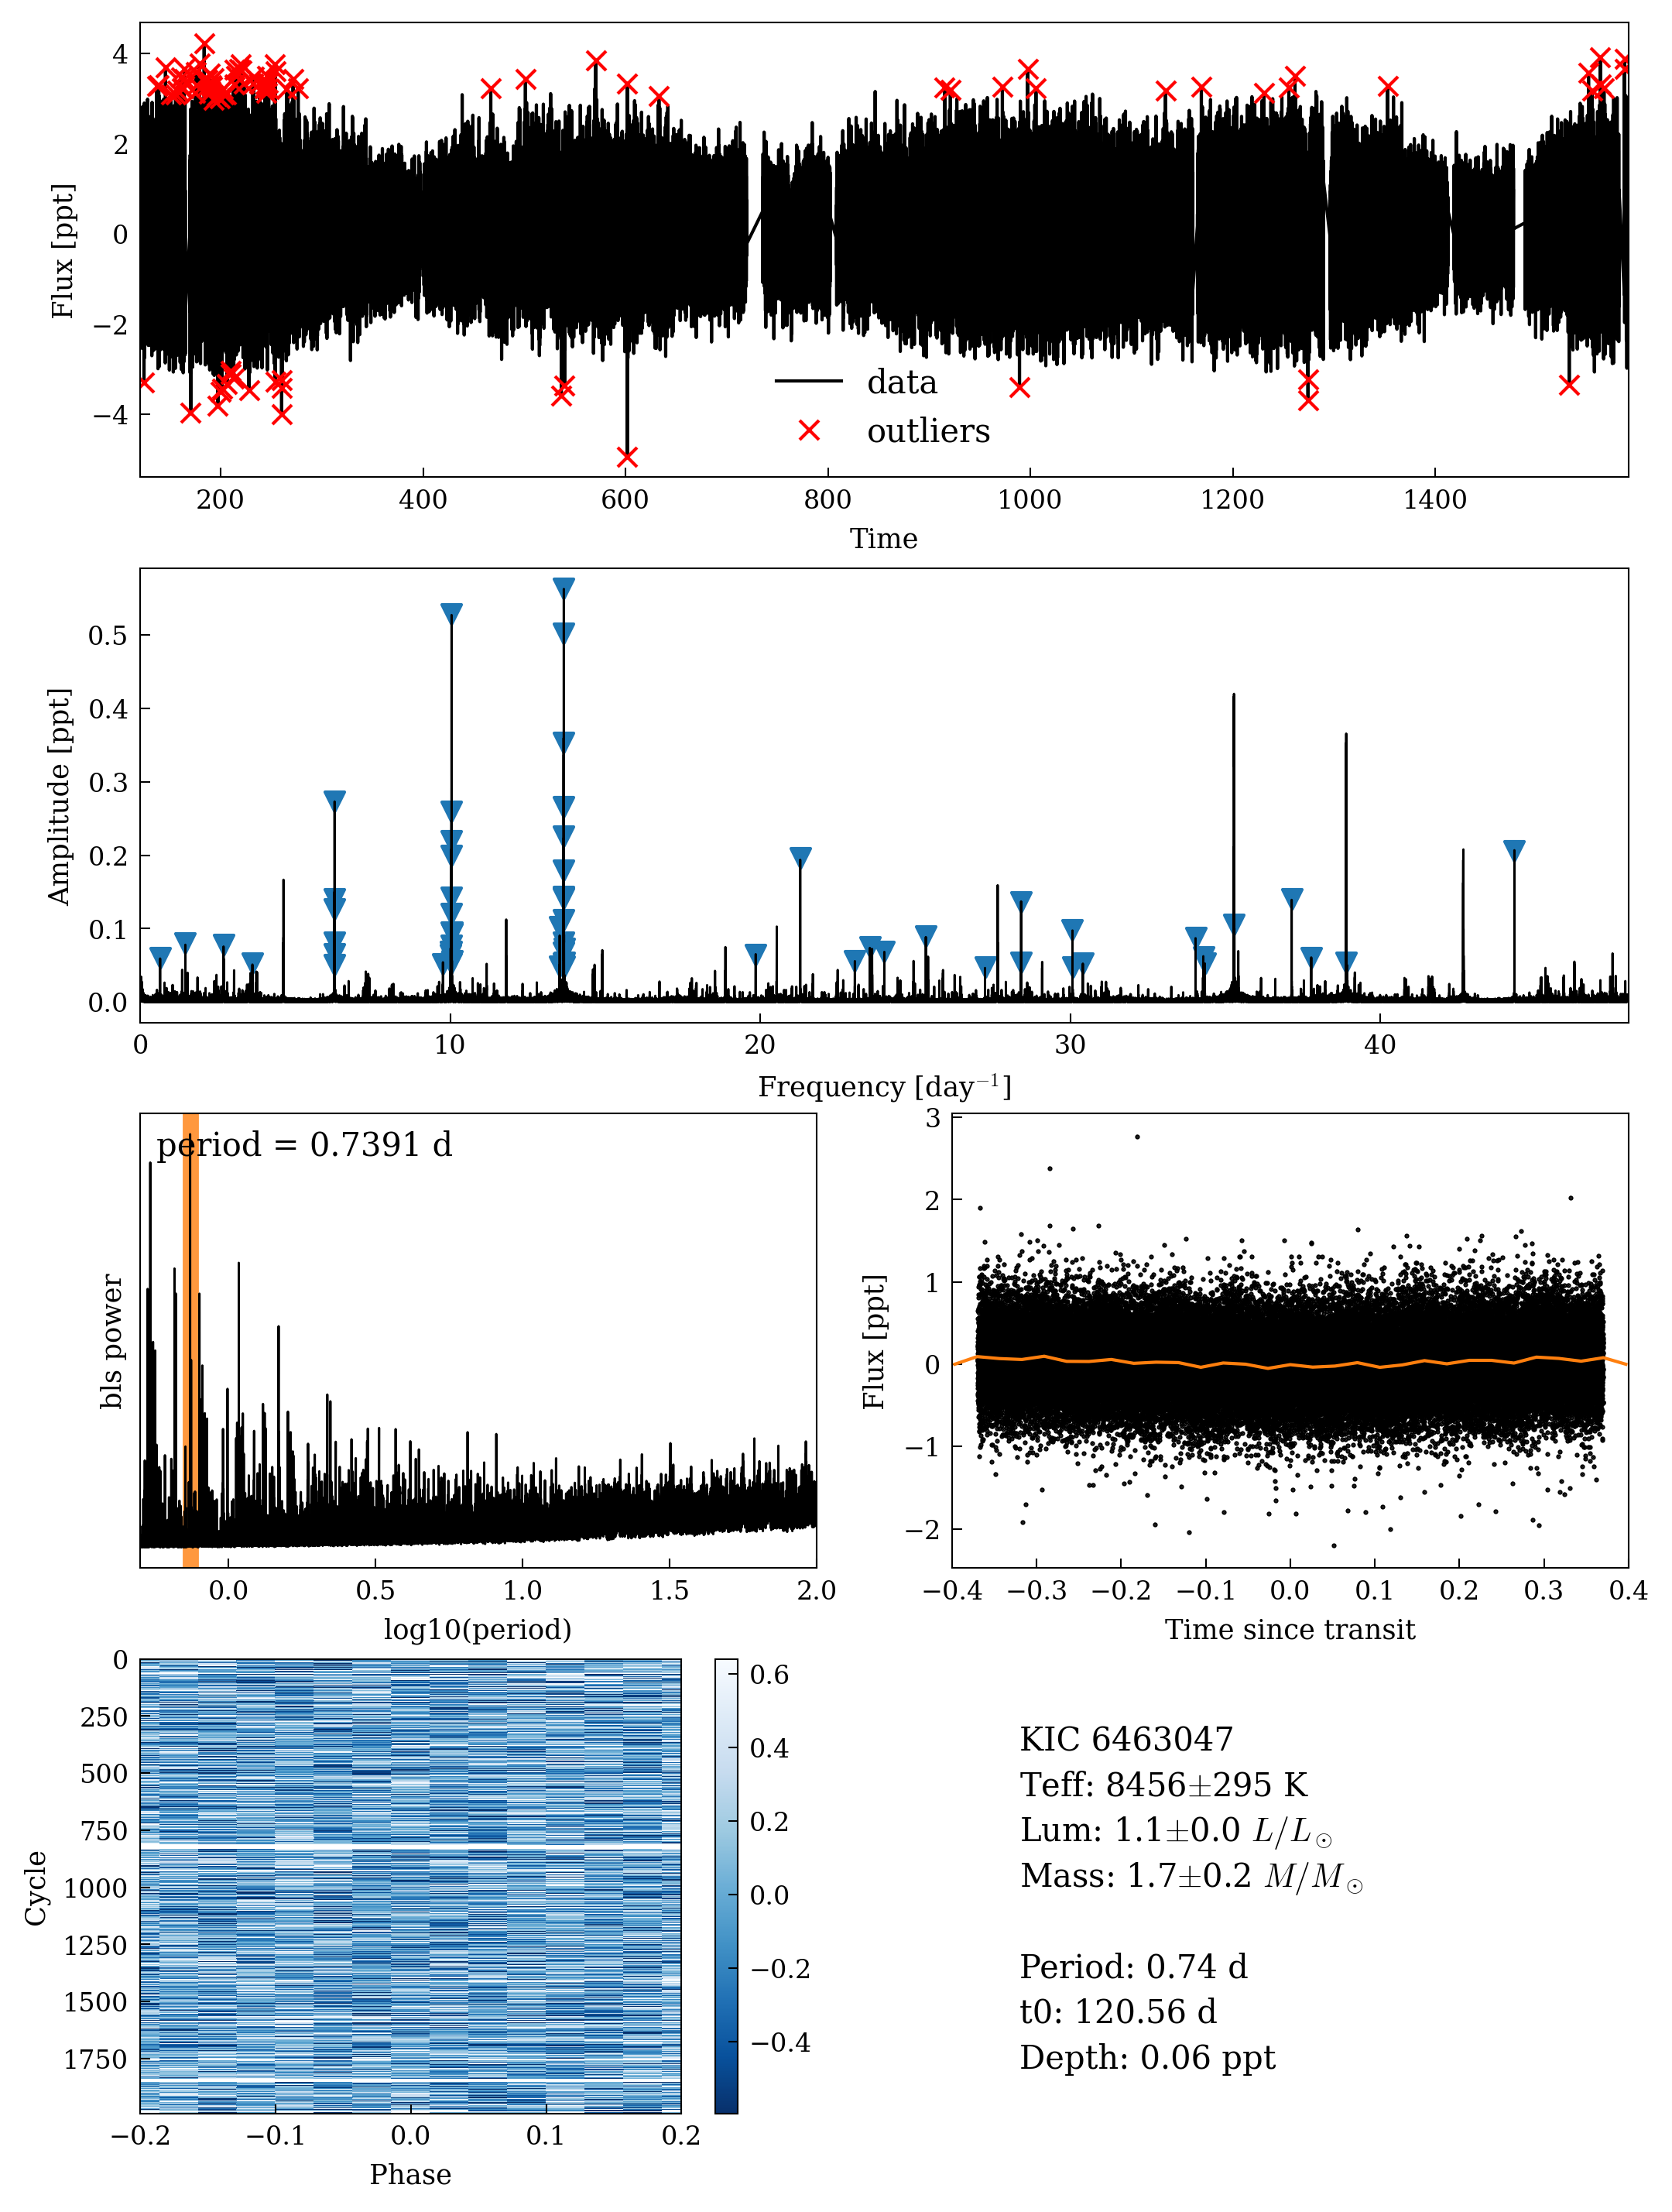 4
2
0
−2
−4
Flux [ppt]
data
outliers
200 400 600 800 1000 1200 1400
Time
0.5
0.4
0.3
0.2
0.1
0.0
Amplitude [ppt]
0 10 20 30 40
Frequency [day⁻¹]
period = 0.7391 d
bls power
0.0 0.5 1.0 1.5 2.0
log10(period)
3
2
1
0
−1
−2
Flux [ppt]
−0.4 −0.3 −0.2 −0.1 0.0 0.1 0.2 0.3 0.4
Time since transit
0
250
500
750
1000
1250
1500
1750
Cycle
−0.2 −0.1 0.0 0.1 0.2
Phase
0.6
0.4
0.2
0.0
−0.2
−0.4
KIC 6463047
Teff: 8456±295 K
Lum: 1.1±0.0 L/L⊙
Mass: 1.7±0.2 M/M⊙
Period: 0.74 d
t0: 120.56 d
Depth: 0.06 ppt